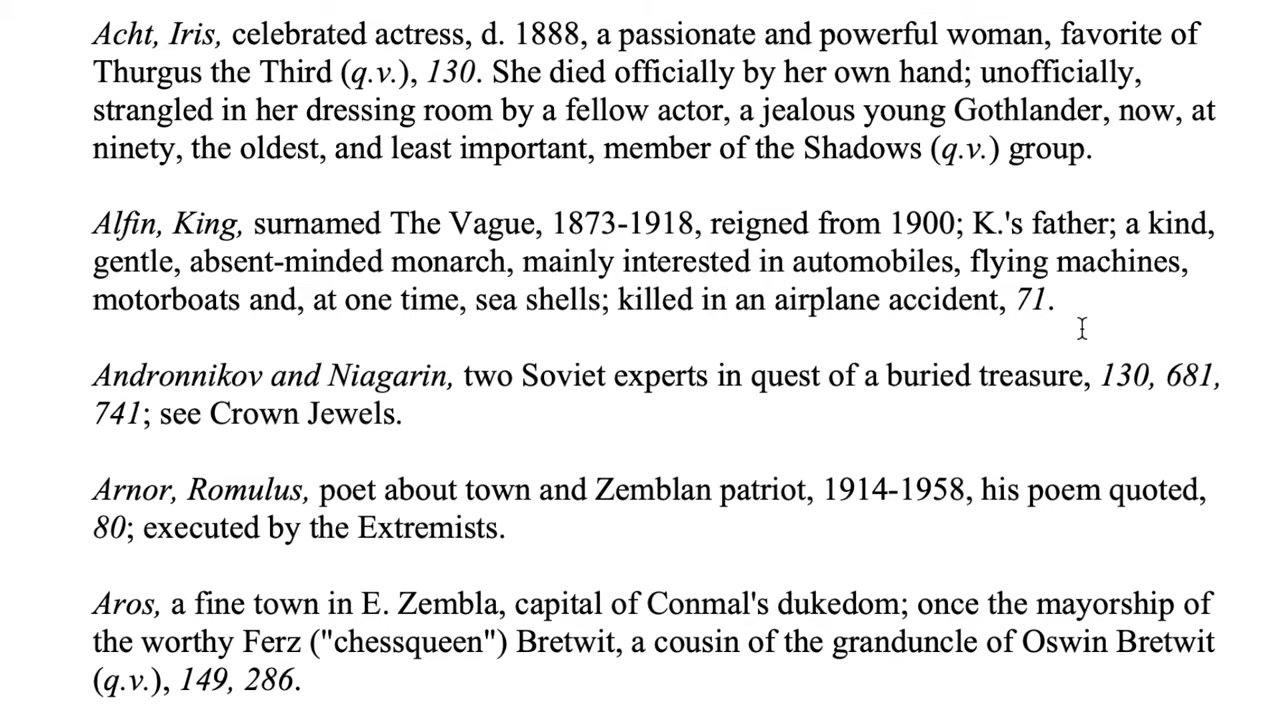 Acht, Iris, celebrated actress, d. 1888, a passionate and powerful woman, favorite of
Thurgus the Third (q.v.), 130. She died officially by her own hand; unofficially,
strangled in her dressing room by a fellow actor, a jealous young Gothlander, now, at
ninety, the oldest, and least important, member of the Shadows (q.v.) group.
Alfin, King, surnamed The Vague, 1873-1918, reigned from 1900; K.'s father; a kind,
gentle, absent-minded monarch, mainly interested in automobiles, flying machines,
motorboats and, at one time, sea shells; killed in an airplane accident, 71.
Andronnikov and Niagarin, two Soviet experts in quest of a buried treasure, 130, 681,
741; see Crown Jewels.
Arnor, Romulus, poet about town and Zemblan patriot, 1914-1958, his poem quoted,
80; executed by the Extremists.
Aros, a fine town in E. Zembla, capital of Conmal's dukedom; once the mayorship of
the worthy Ferz ("chessqueen") Bretwit, a cousin of the granduncle of Oswin Bretwit
(q.v.), 149, 286.